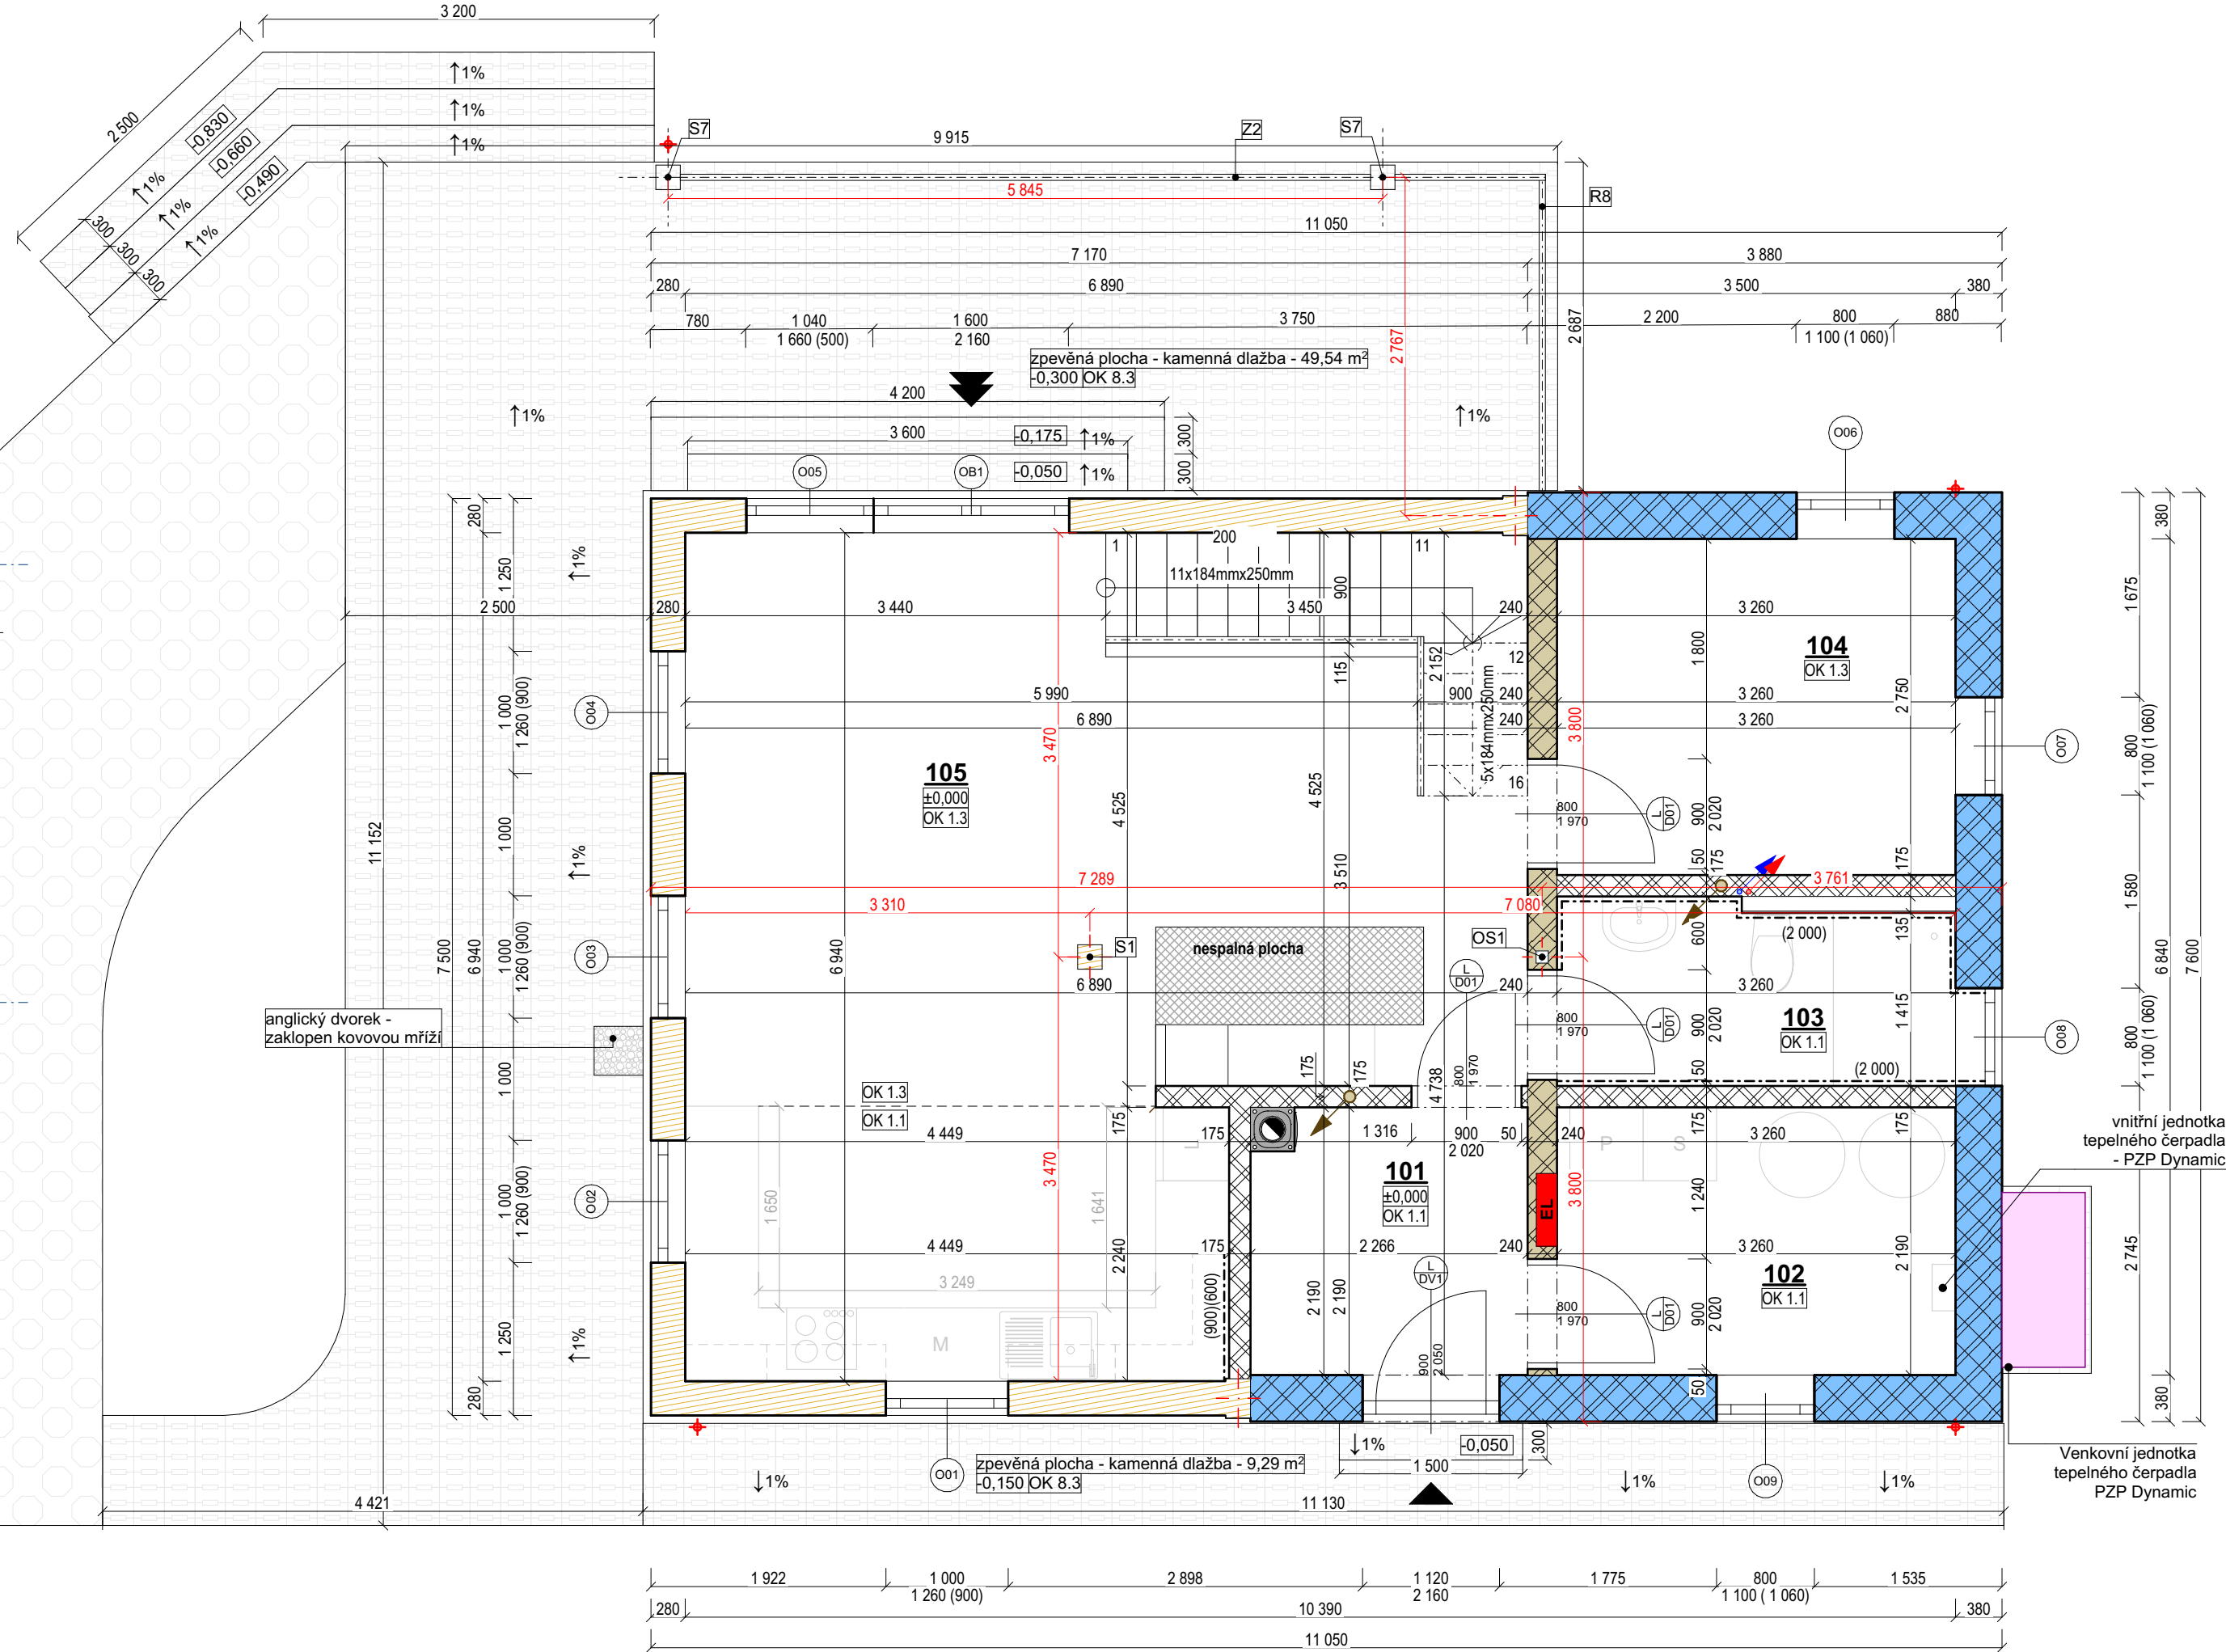 3 200
2 500
↑1%
↑1%
↑1%
-0,830
-0,660
-0,490
↑1%
↑1%
↑1%
300
300
300
S7
9 915
Z2
S7
5 845
R8
11 050
7 170
3 880
280
6 890
3 500
380
780
1 040
1 660 (500)
1 600
2 160
3 750
2 200
800
1 100 (1 060)
880
2 767
2 687
zpevěná plocha - kamenná dlažba - 49,54 m²
-0,300 OK 8.3
4 200
↑1%
↑1%
3 600
-0,175 ↑1%
300
O05
OB1
-0,050 ↑1%
300
O06
280
380
1
200
11
11x184mmx250mm
900
1 250
↑1%
1 675
2 500
280
3 440
3 450
240
3 260
1 800
104
OK 1.3
115
2 152
12
O04
1 000
1 260 (900)
5 990
900
240
3 260
2 750
6 890
240
3 260
3 470
3 800
5x184mmx250mm
16
O07
800
1 100 (1 060)
105
±0,000
OK 1.3
4 525
4 525
800
1 970
L
D01
900
2 020
11 152
1 000
↑1%
3 510
150
175
175
3 761
1 580
7 289
3 310
7 080
7 500
6 940
O03
1 000
1 260 (900)
6 940
S1
nespalná plocha
OS1
600
(2 000)
135
6 840
7 600
L
D01
6 890
240
3 260
anglický dvorek -
zaklopen kovovou mříží
800
1 970
L
D01
900
2 020
103
OK 1.1
1 415
O08
800
1 100 (1 060)
1 000
175
175
4 738
800
1 970
150
(2 000)
OK 1.3
OK 1.1
175
175
175
vnitřní jednotka
tepelného čerpadla
- PZP Dynamic
4 449
175
L
1 316
900
2 020
50
240
P
S
3 260
O02
1 000
1 260 (900)
3 470
1 650
1 641
101
±0,000
OK 1.1
EL
3 800
1 240
4 449
175
2 240
2 266
240
3 260
2 190
2 745
3 249
(900)(600)
2 190
2 190
L
DV1
102
OK 1.1
800
1 970
L
D01
900
2 020
1 250
↑1%
M
900
2 050
280
50
380
↓1%
-0,050
300
Venkovní jednotka
tepelného čerpadla
PZP Dynamic
O01
zpevěná plocha - kamenná dlažba - 9,29 m²
-0,150 OK 8.3
1 500
↓1%
↓1%
O09
↓1%
4 421
11 130
1 922
1 000
1 260 (900)
2 898
1 120
2 160
1 775
800
1 100 ( 1 060)
1 535
280
10 390
380
11 050